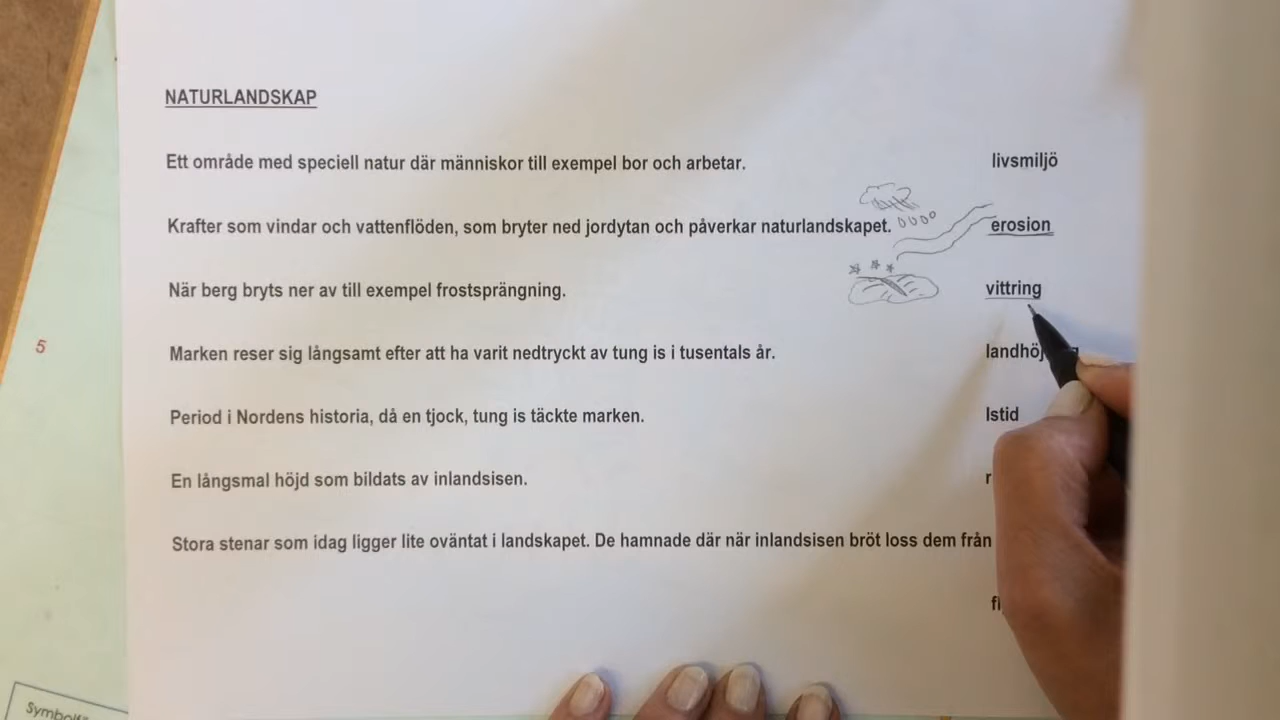 NATURLANDSKAP
Ett område med speciell natur där människor till exempel bor och arbetar. livsmiljö
Krafter som vindar och vattenflöden, som bryter ned jordytan och påverkar naturlandskapet. erosion
När berg bryts ner av till exempel frostsprängning. vittring
5
Marken reser sig långsamt efter att ha varit nedtryckt av tung is i tusentals år.
Period i Nordens historia, då en tjock, tung is täckte marken. Istid
En långsmal höjd som bildats av inlandsisen.
Stora stenar som idag ligger lite oväntat i landskapet. De hamnade där när inlandsisen bröt loss dem från